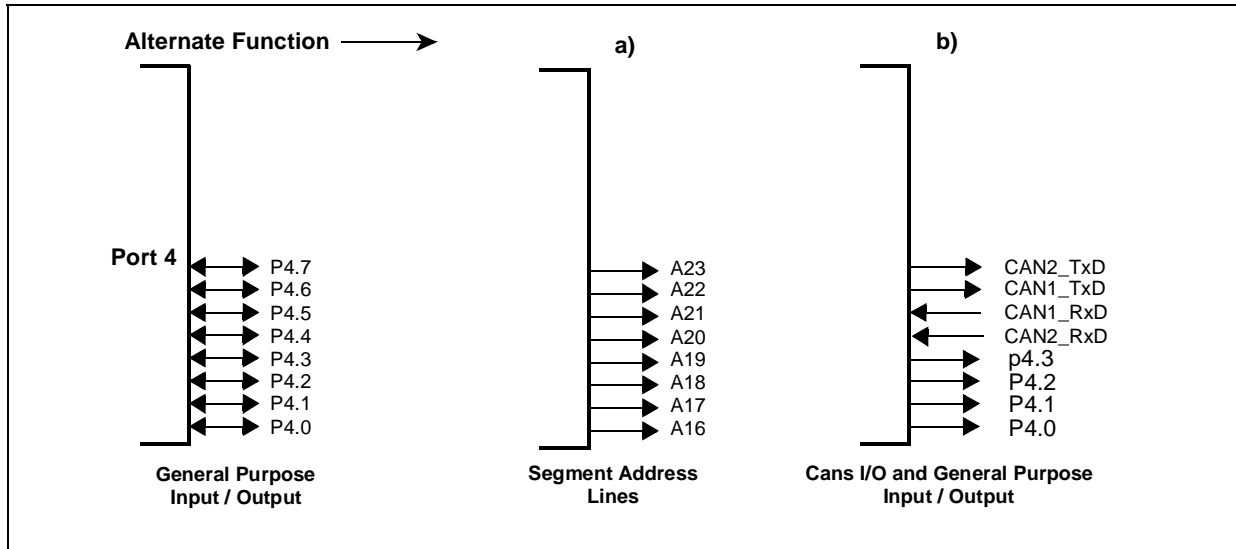 Alternate Function
a)
b)
Port 4
P4.7
P4.6
P4.5
P4.4
P4.3
P4.2
P4.1
P4.0
General Purpose
Input / Output
A23
A22
A21
A20
A19
A18
A17
A16
Segment Address
Lines
CAN2_TxD
CAN1_TxD
CAN1_RxD
CAN2_RxD
p4.3
P4.2
P4.1
P4.0
Cans I/O and General Purpose
Input / Output